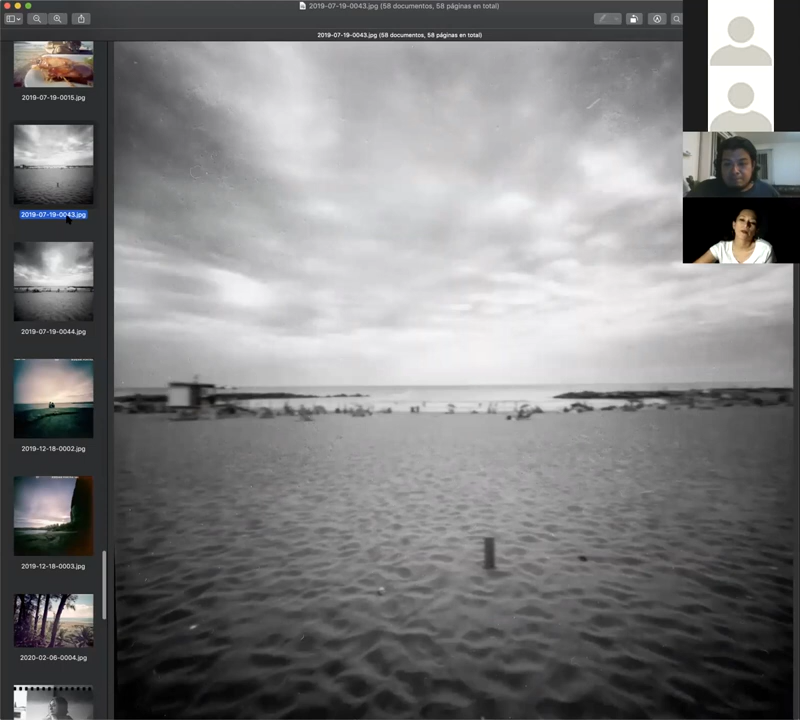 2019-07-19-0043.jpg (58 documentos, 58 páginas en total)
2019-07-19-0043.jpg (58 documentos, 58 páginas en total)
2019-07-19-0015.jpg
2019-07-19-0043.jpg
2019-07-19-0044.jpg
2019-12-18-0002.jpg
2019-12-18-0003.jpg
2020-02-06-0004.jpg